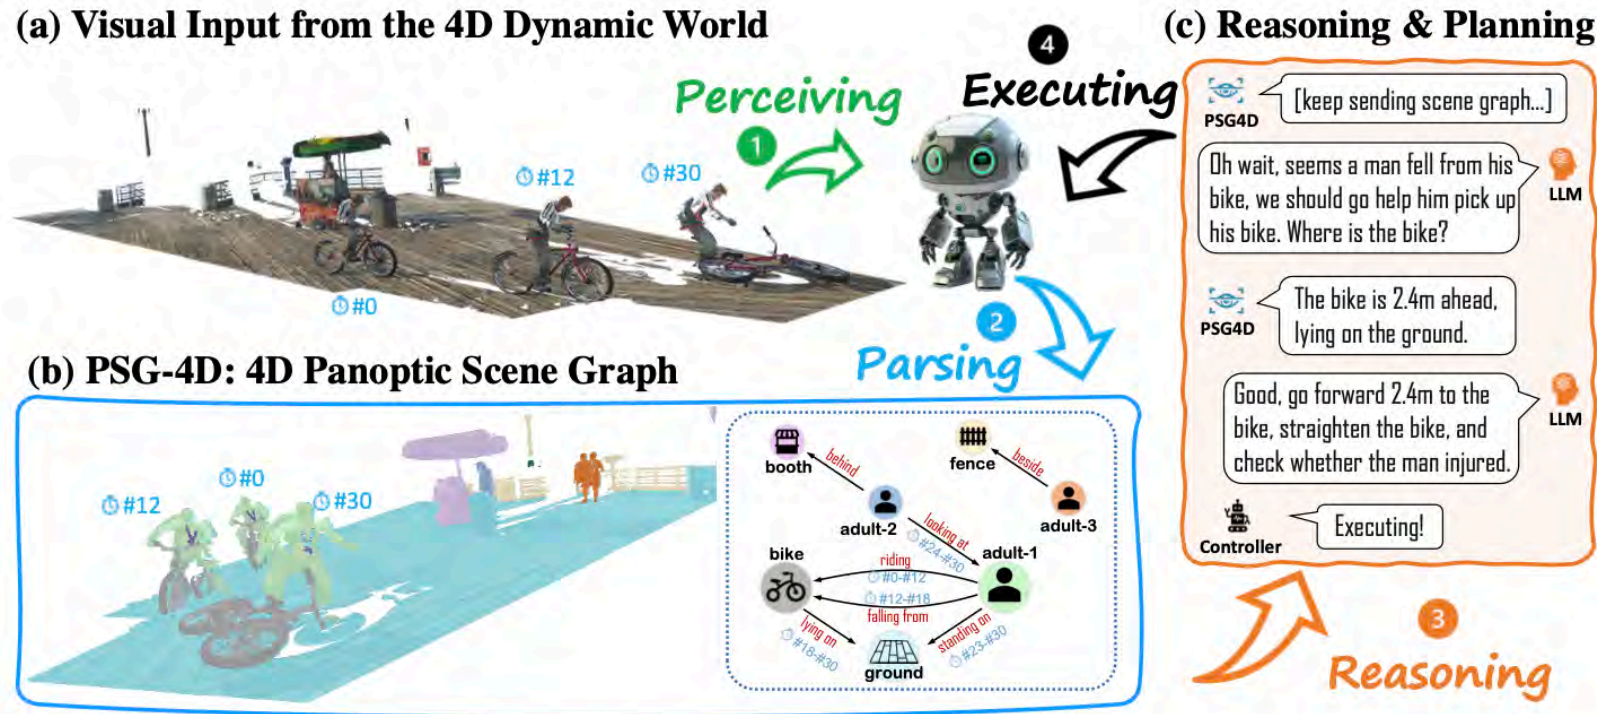 (a) Visual Input from the 4D Dynamic World
#0
#12
#30
Perceiving
1
4
Executing
2
Parsing
(b) PSG-4D: 4D Panoptic Scene Graph
#12
#0
#30
booth
behind
fence
beside
adult-2
adult-3
looking at
#24-#30
adult-1
bike
riding
#0-#12
#12-#18
falling from
lying on
#18-#30
standing on
#23-#30
ground
(c) Reasoning & Planning
PSG4D
[keep sending scene graph...]
Oh wait, seems a man fell from his
bike, we should go help him pick up
his bike. Where is the bike?
LLM
PSG4D
The bike is 2.4m ahead,
lying on the ground.
Good, go forward 2.4m to the
bike, straighten the bike, and
check whether the man injured.
LLM
Controller
Executing!
3
Reasoning